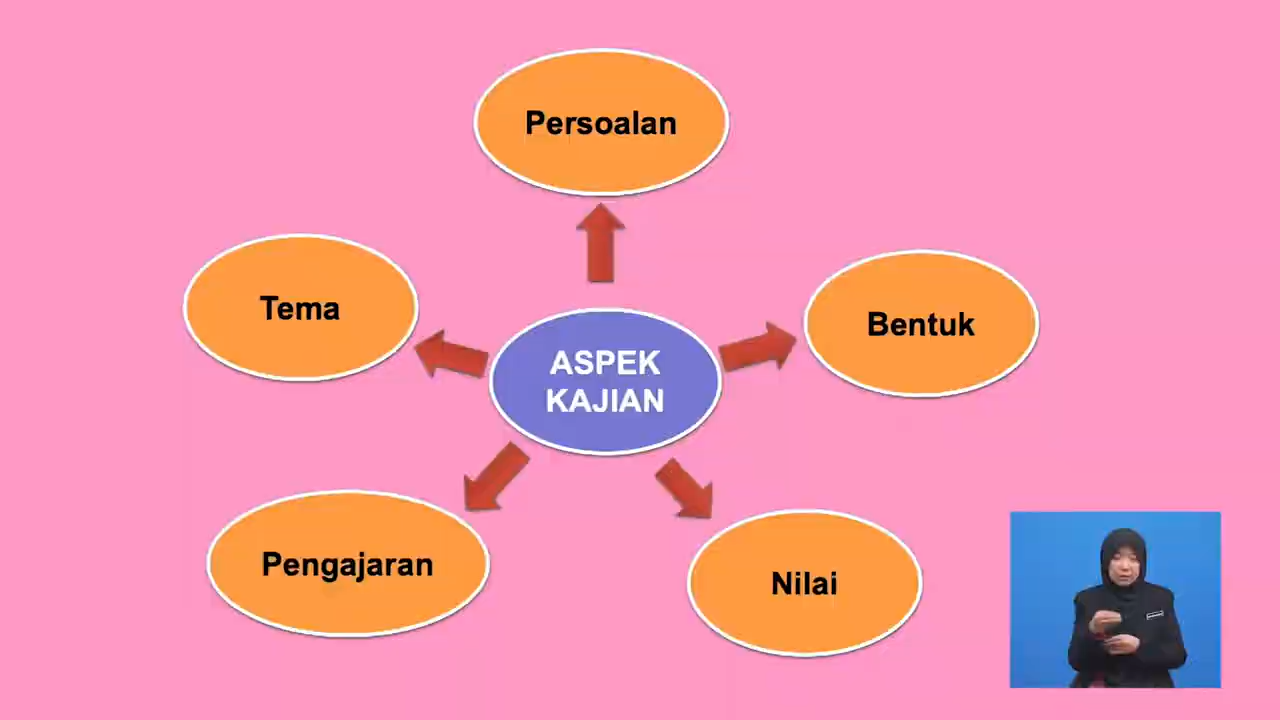 Persoalan
Tema
Bentuk
ASPEK
KAJIAN
Pengajaran
Nilai